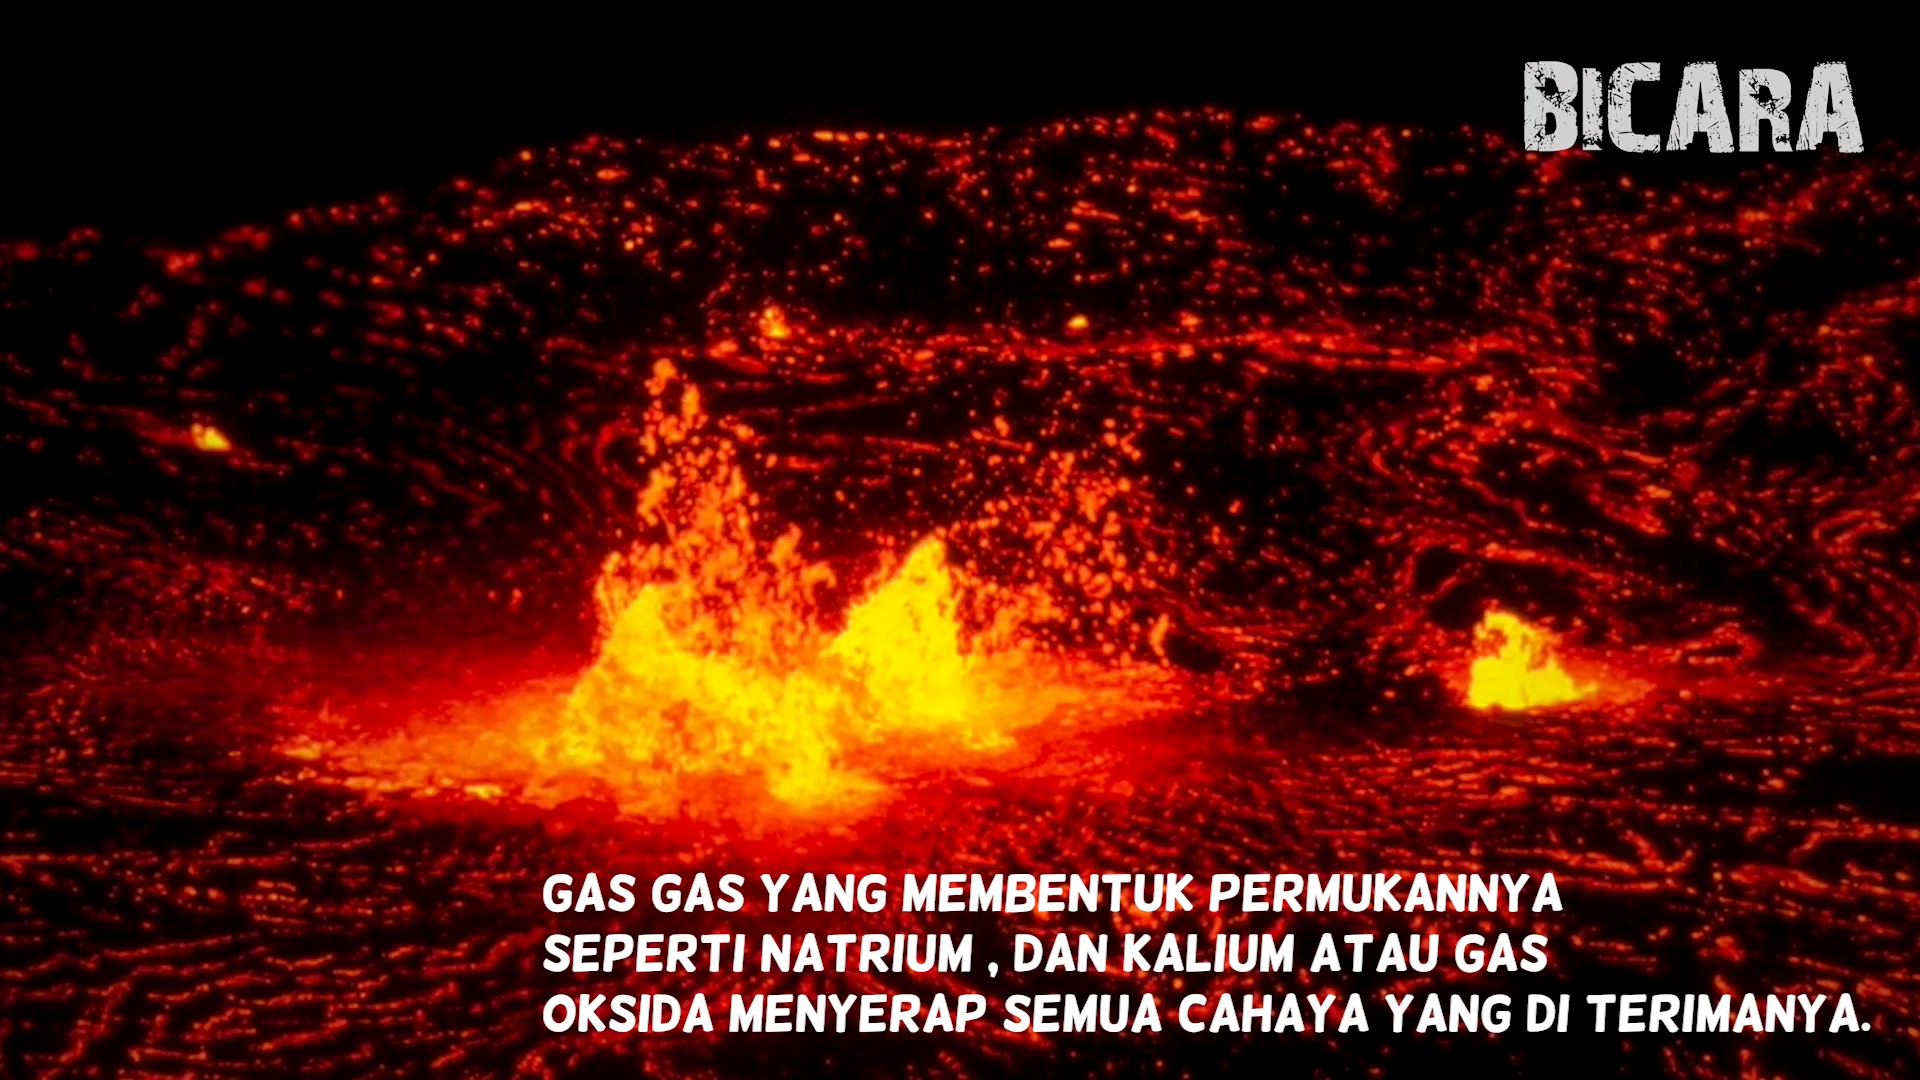 BICARA
GAS GAS YANG MEMBENTUK PERMUKANNYA
SEPERTI NATRIUM , DAN KALIUM ATAU GAS
OKSIDA MENYERAP SEMUA CAHAYA YANG DI TERIMANYA.